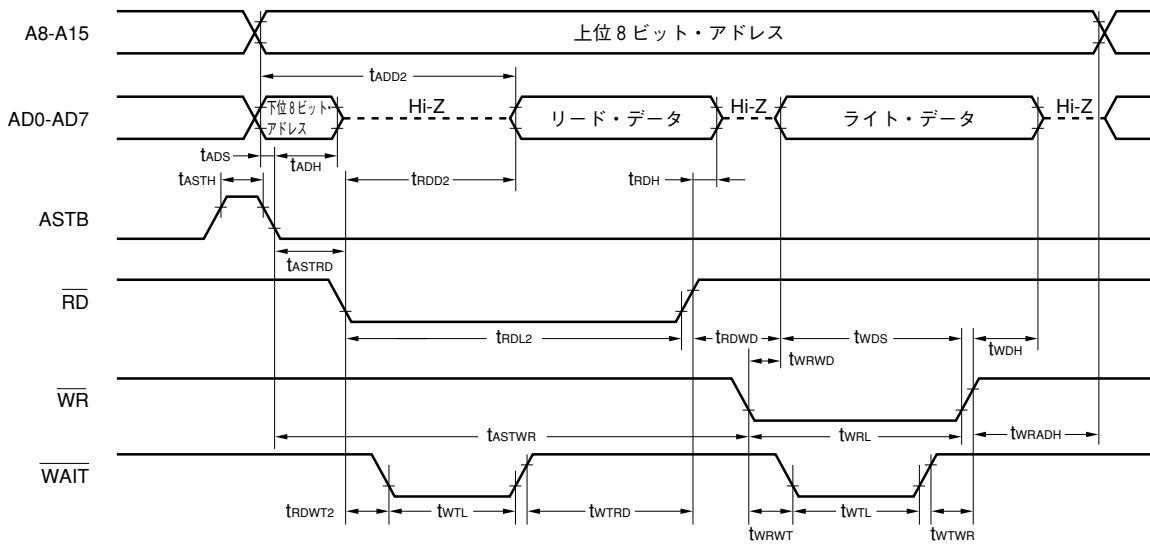 A8-A15
上位8ビット・アドレス
tADD2
AD0-AD7
下位8ビット・
アドレス
Hi-Z
リード・データ
Hi-Z
ライト・データ
Hi-Z
tADS
tADH
tASTH
tRDD2
tRDH
ASTB
tASTRD
RD
tRDL2
tRDWD
tWDS
tWDH
tWRWD
WR
tASTWR
tWRL
tWRADH
WAIT
tRDWT2
tWTL
tWTRD
tWRWT
tWTL
tWTWR